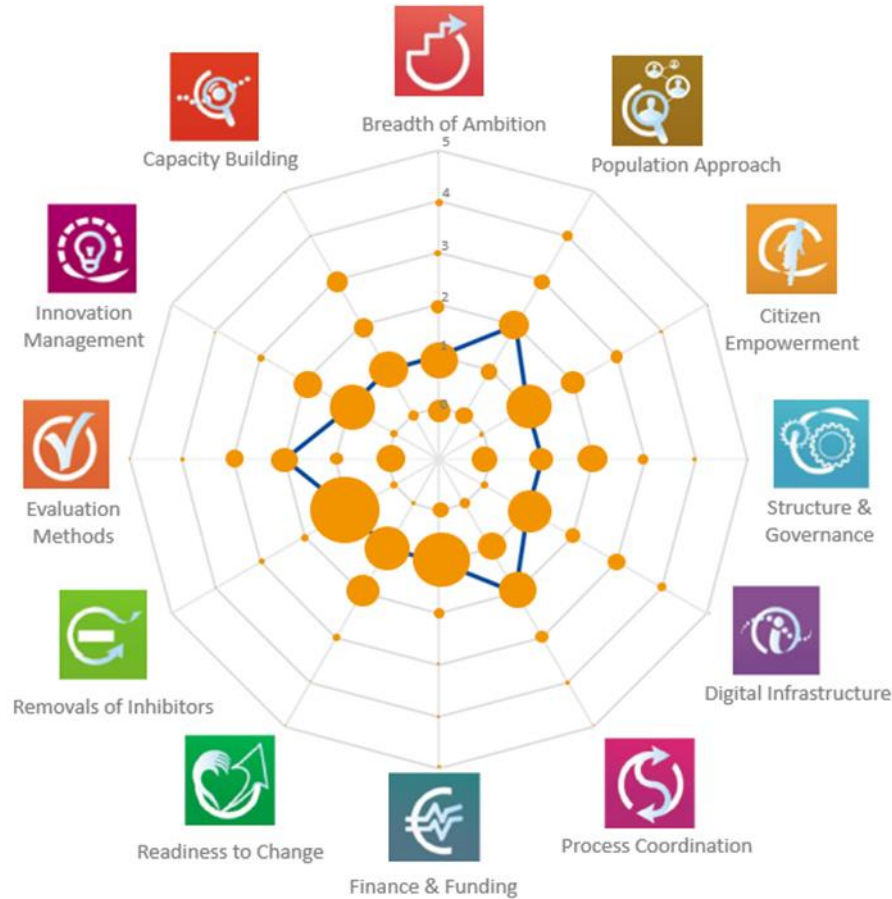 Breadth of Ambition
Population Approach
Citizen
Empowerment
Structure &
Governance
Digital Infrastructure
Process Coordination
Finance & Funding
Readiness to Change
Removals of Inhibitors
Evaluation
Methods
Innovation
Management
Capacity Building
5
4
3
2
1
0